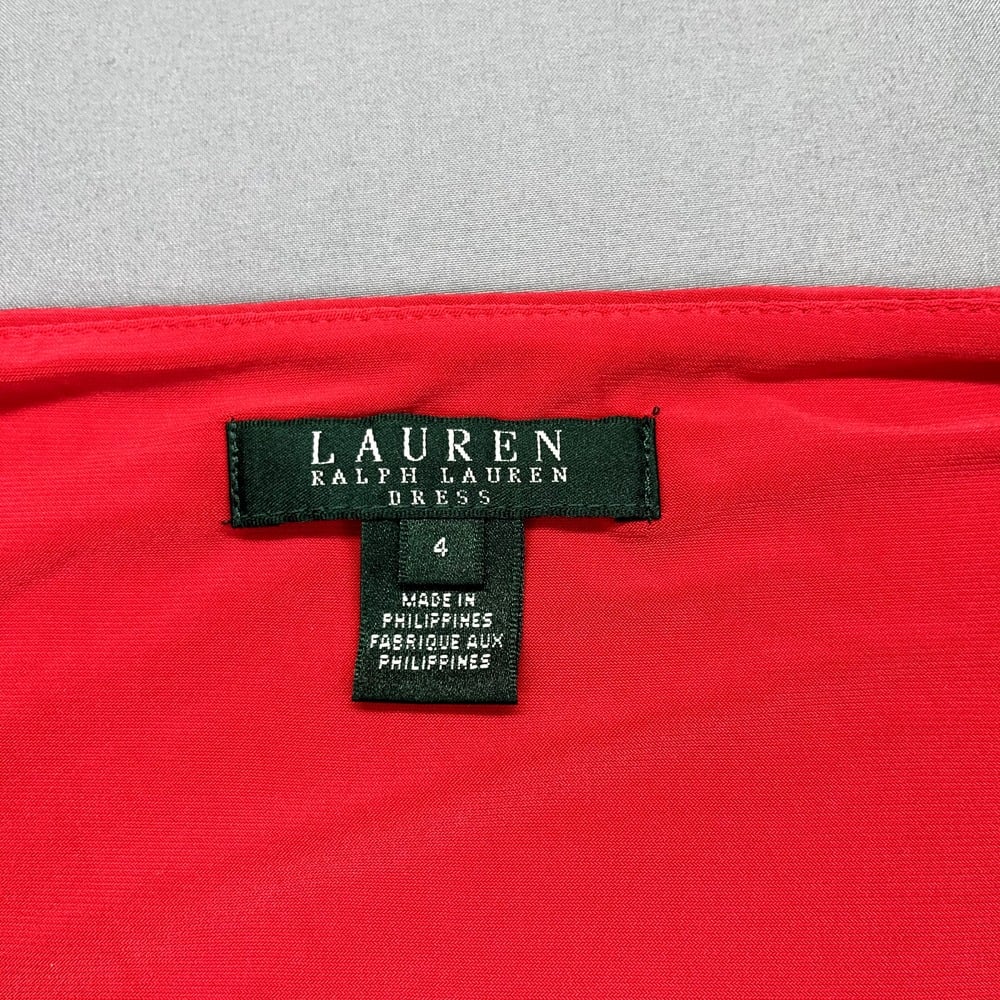 LAUREN
RALPH LAUREN
DRESS
4
MADE IN
PHILIPPINES
FABRIQUE AUX
PHILIPPINES